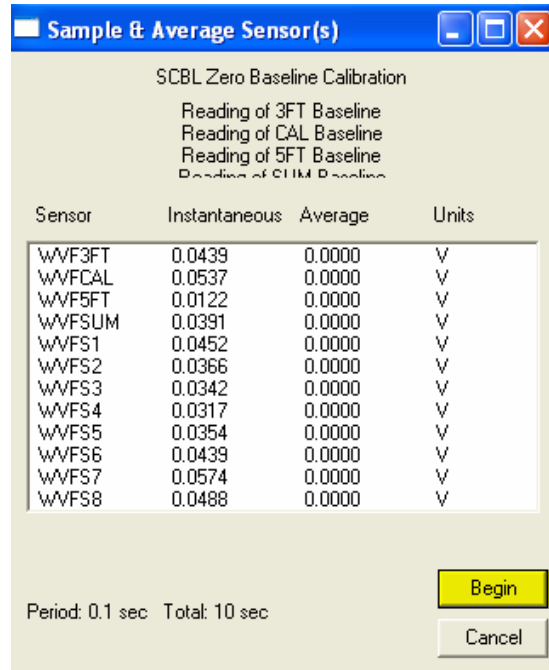 Sample & Average Sensor(s)
SCBL Zero Baseline Calibration
Reading of 3FT Baseline
Reading of CAL Baseline
Reading of 5FT Baseline
Reading of SUM Baseline
Sensor Instantaneous Average Units
WVF3FT 0.0439 0.0000 V
WVFCAL 0.0537 0.0000 V
WVF5FT 0.0122 0.0000 V
WVFSUM 0.0391 0.0000 V
WVFS1 0.0452 0.0000 V
WVFS2 0.0366 0.0000 V
WVFS3 0.0342 0.0000 V
WVFS4 0.0317 0.0000 V
WVFS5 0.0354 0.0000 V
WVFS6 0.0439 0.0000 V
WVFS7 0.0574 0.0000 V
WVFS8 0.0488 0.0000 V
Begin
Period: 0.1 sec Total: 10 sec
Cancel